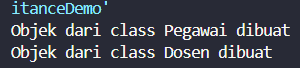 itanceDemo'
Objek dari class Pegawai dibuat
Objek dari class Dosen dibuat